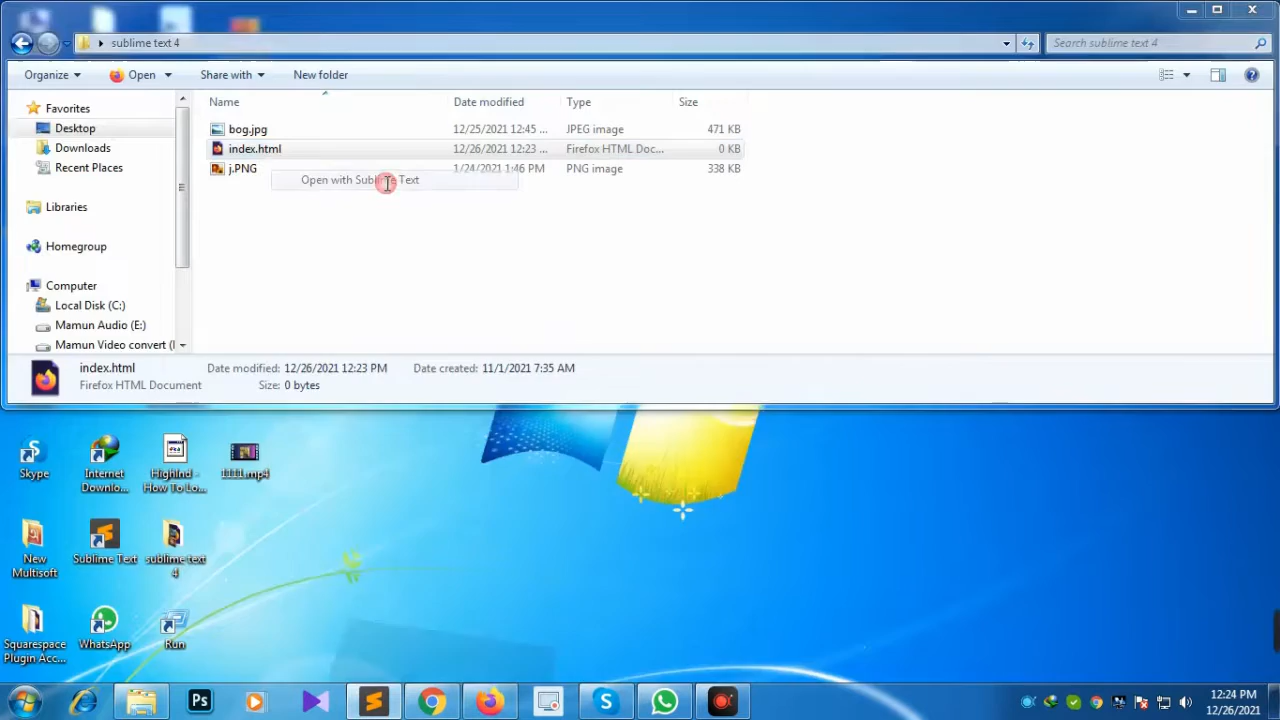 sublime text 4
Search sublime text 4
Organize Open Share with New folder
Name Date modified Type Size
Favorites
Desktop
Downloads
Recent Places
Libraries
Homegroup
Computer
Local Disk (C:)
Mamun Audio (E:)
Mamun Video convert (
bog.jpg 12/25/2021 12:45 ... JPEG image 471 KB
index.html 12/26/2021 12:23 ... Firefox HTML Doc... 0 KB
j.PNG 1/24/2021 1:46 PM PNG image 338 KB
Open with Sublime Text
index.html Date modified: 12/26/2021 12:23 PM Date created: 11/1/2021 7:35 AM
Firefox HTML Document Size: 0 bytes
Skype
Internet
Downlo...
HighInd -
How To Lo...
1111.mp4
New
Multisoft
Sublime Text
sublime text
4
Squarespace
Plugin Acc...
WhatsApp
Run
Ps
12:24 PM
12/26/2021